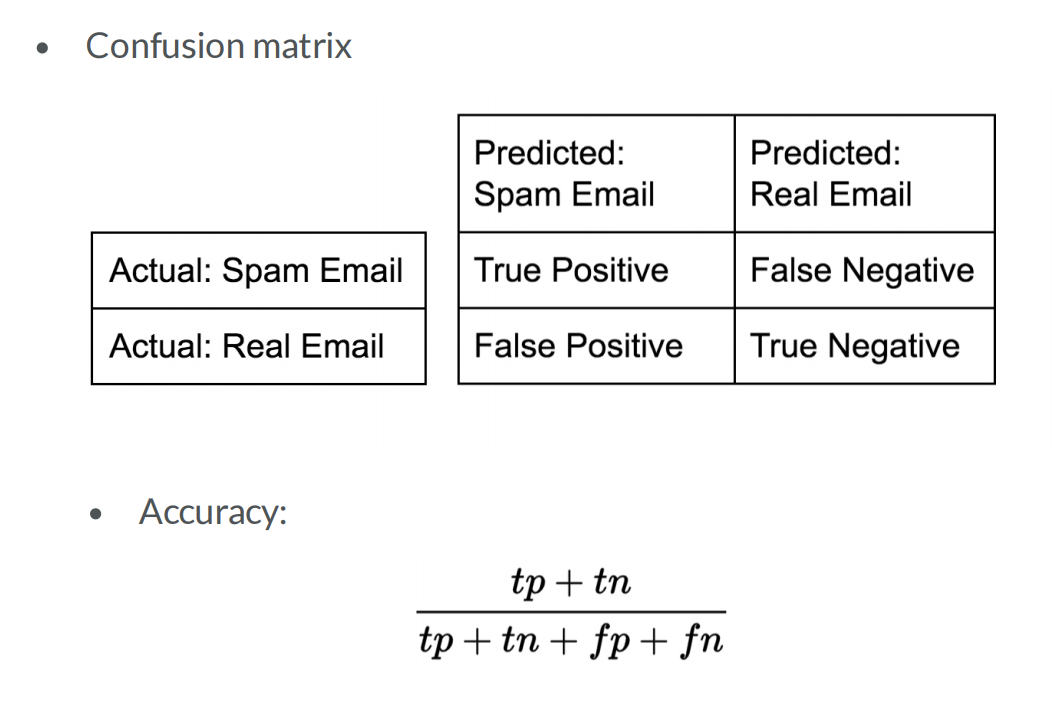 Confusion matrix
Predicted:
Spam Email
Predicted:
Real Email
Actual: Spam Email
True Positive
False Negative
Actual: Real Email
False Positive
True Negative
Accuracy:
tp + tn
tp + tn + fp + fn